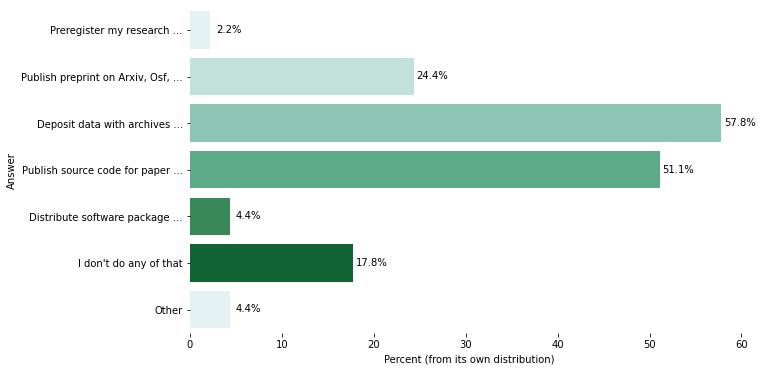 Preregister my research ...
2.2%
Publish preprint on Arxiv, Osf, ...
24.4%
Deposit data with archives ...
57.8%
Publish source code for paper ...
51.1%
Distribute software package ...
4.4%
I don't do any of that
17.8%
Other
4.4%
Answer
0 10 20 30 40 50 60
Percent (from its own distribution)